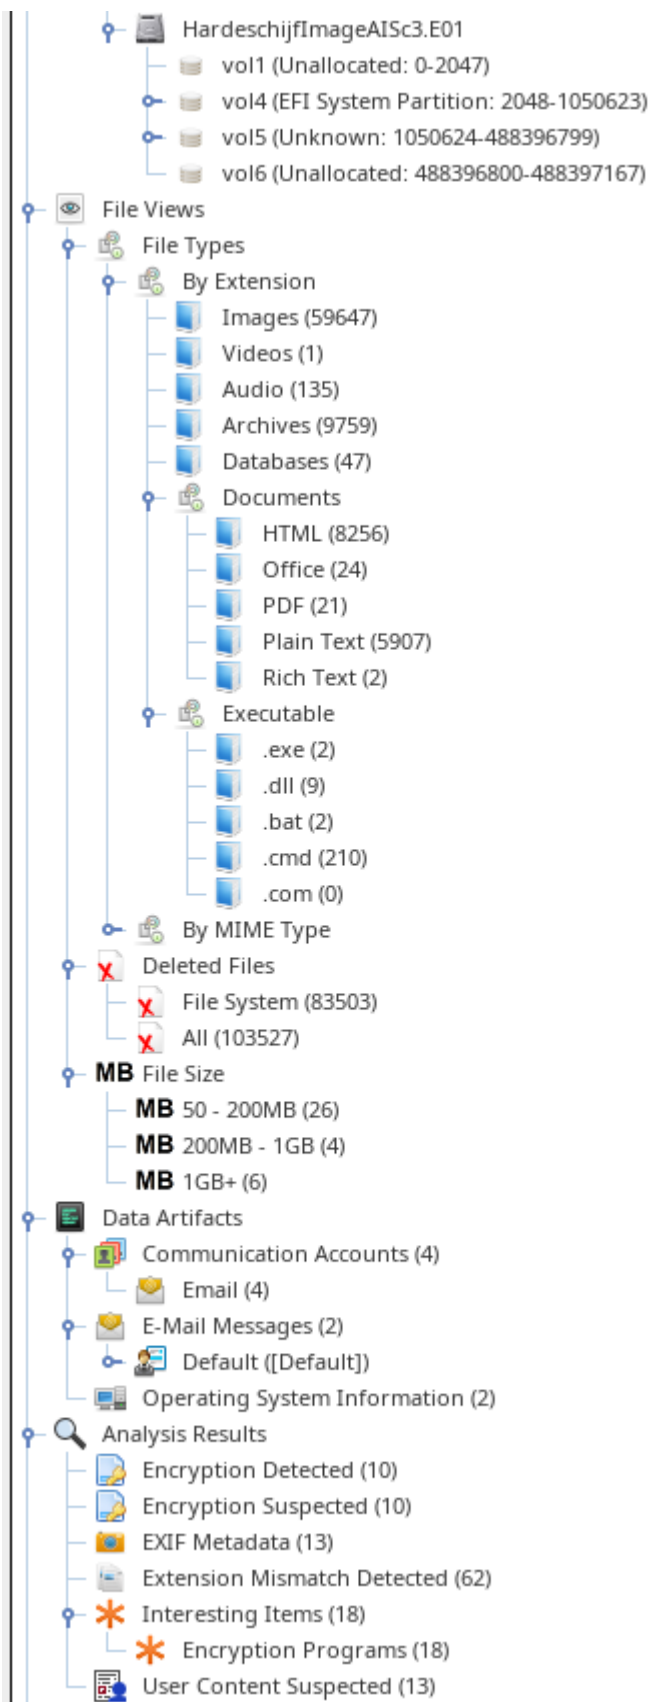 HardeschijfImageAISc3.E01
vol1 (Unallocated: 0-2047)
vol4 (EFI System Partition: 2048-1050623)
vol5 (Unknown: 1050624-488396799)
vol6 (Unallocated: 488396800-488397167)
File Views
File Types
By Extension
Images (59647)
Videos (1)
Audio (135)
Archives (9759)
Databases (47)
Documents
HTML (8256)
Office (24)
PDF (21)
Plain Text (5907)
Rich Text (2)
Executable
.exe (2)
.dll (9)
.bat (2)
.cmd (210)
.com (0)
By MIME Type
Deleted Files
File System (83503)
All (103527)
MB File Size
MB 50 - 200MB (26)
MB 200MB - 1GB (4)
MB 1GB+ (6)
Data Artifacts
Communication Accounts (4)
Email (4)
E-Mail Messages (2)
Default ([Default])
Operating System Information (2)
Analysis Results
Encryption Detected (10)
Encryption Suspected (10)
EXIF Metadata (13)
Extension Mismatch Detected (62)
Interesting Items (18)
Encryption Programs (18)
User Content Suspected (13)